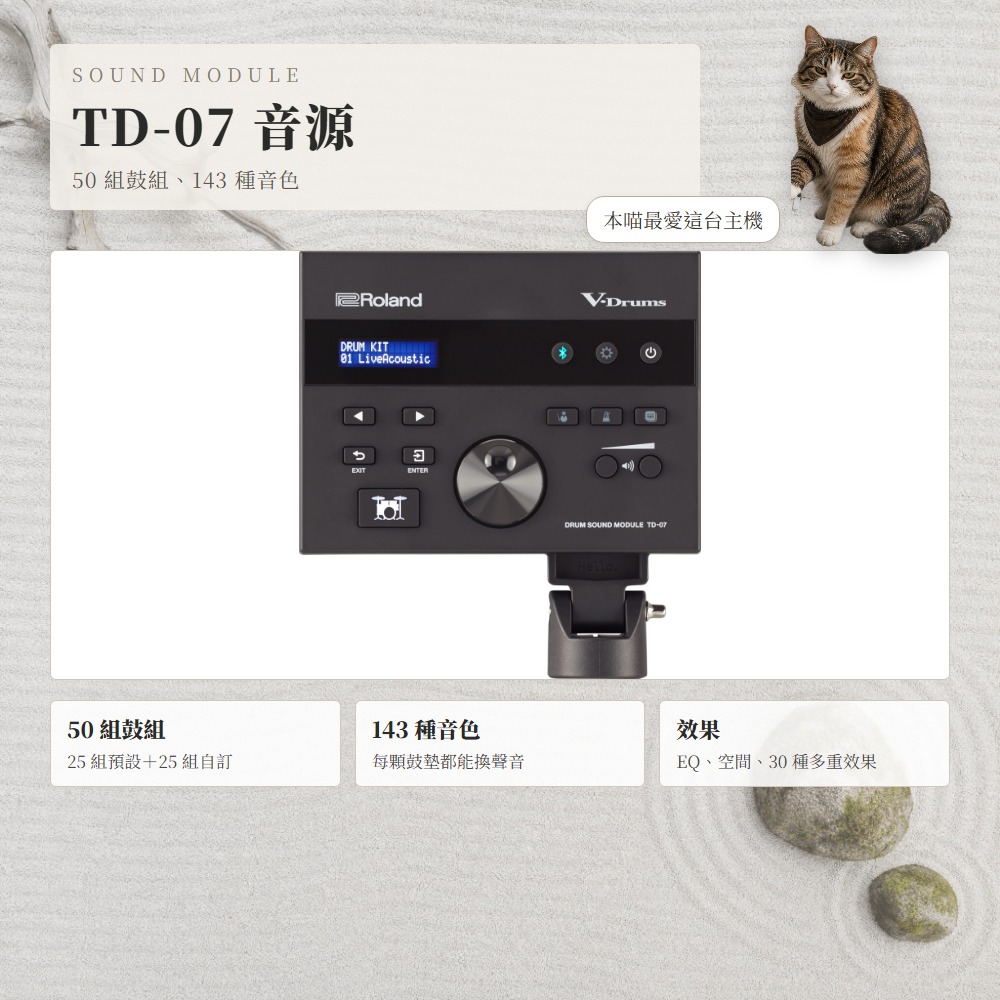 SOUND MODULE
TD-07 音源
50 組鼓組、143 種音色
本喵最愛這台主機
Roland
V-Drums
DRUM KIT
01 LiveAcoustic
EXIT
ENTER
DRUM SOUND MODULE TD-07
50 組鼓組
25 組預設＋25 組自訂
143 種音色
每顆鼓墊都能換聲音
效果
EQ、空間、30 種多重效果